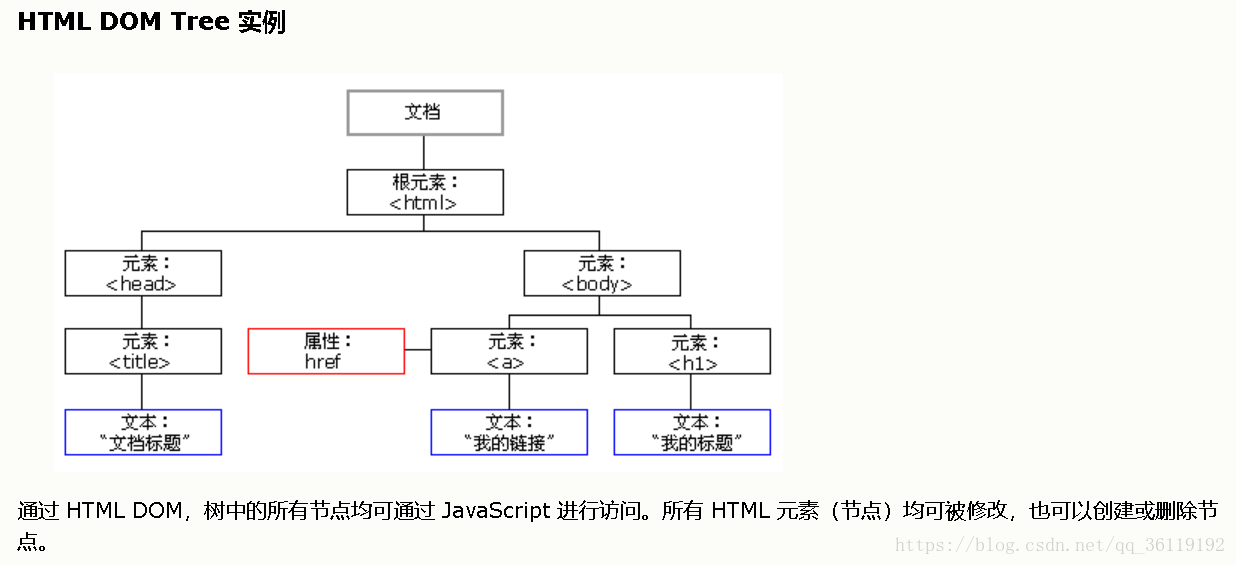 HTML DOM Tree 实例
文档
根元素：
<html>
元素：
<head>
元素：
<body>
元素：
<title>
属性：
href
元素：
<a>
元素：
<h1>
文本：
“文档标题”
文本：
“我的链接”
文本：
“我的标题”
通过 HTML DOM，树中的所有节点均可通过 JavaScript 进行访问。所有 HTML 元素（节点）均可被修改，也可以创建或删除节
点。
https://blog.csdn.net/qq_36119192